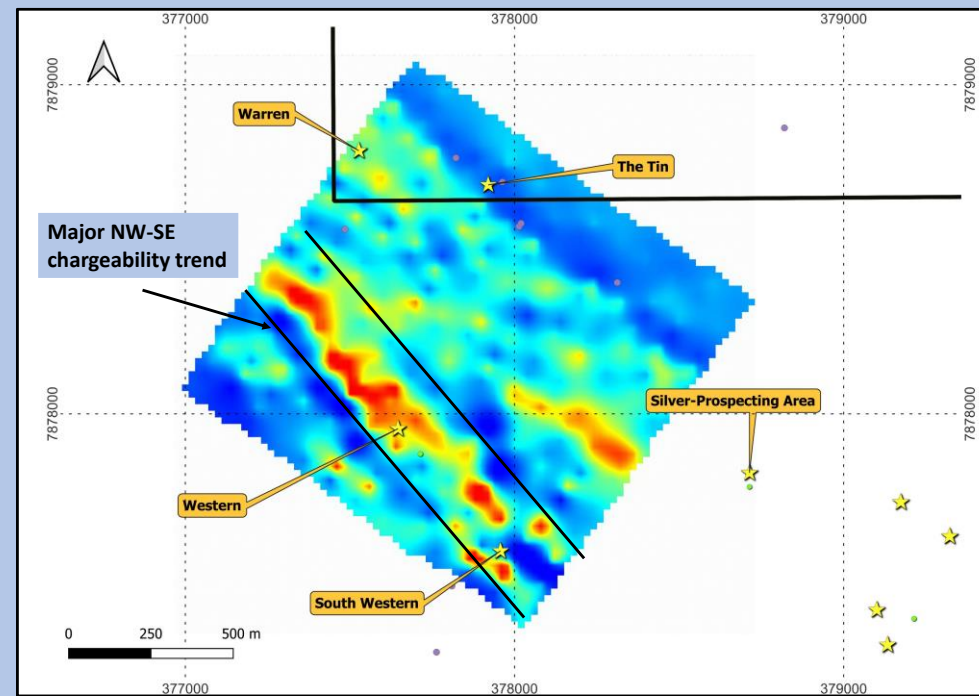 377000
378000
379000
7879000
7879000
Warren
The Tin
Major NW-SE
chargeability trend
7878000
7878000
Silver-Prospecting Area
Western
South Western
0 250 500 m
377000
378000
379000